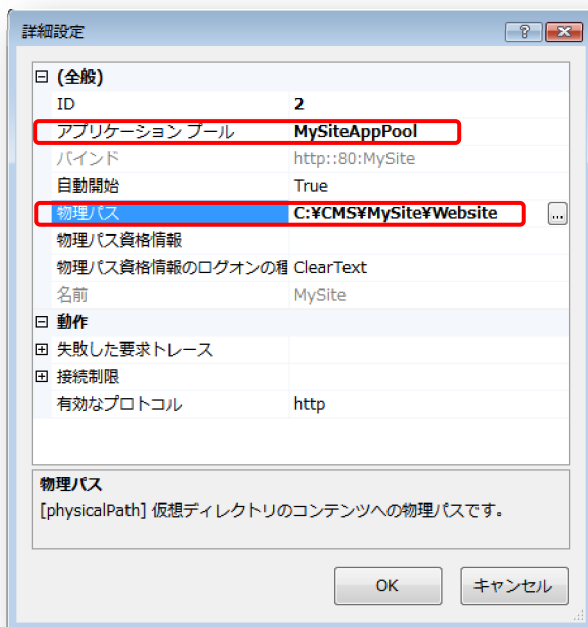 詳細設定
(全般)
ID 2
アプリケーション プール MySiteAppPool
バインド http::80:MySite
自動開始 True
物理パス C:¥CMS¥MySite¥Website ...
物理パス資格情報
物理パス資格情報のログオンの種 ClearText
名前 MySite
動作
失敗した要求トレース
接続制限
有効なプロトコル http
物理パス
[physicalPath] 仮想ディレクトリのコンテンツへの物理パスです。
OK キャンセル